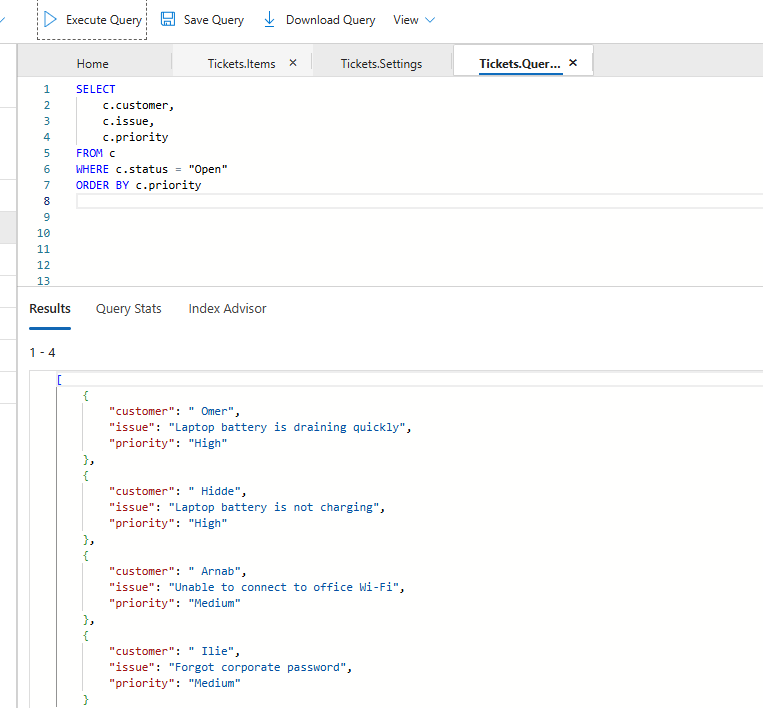 Execute Query Save Query Download Query View
Home Tickets.Items × Tickets.Settings Tickets.Quer... ×
1 SELECT
2 c.customer,
3 c.issue,
4 c.priority
5 FROM c
6 WHERE c.status = "Open"
7 ORDER BY c.priority
8
9
10
11
12
13
Results Query Stats Index Advisor
1 - 4
[
{
"customer": " Omer",
"issue": "Laptop battery is draining quickly",
"priority": "High"
},
{
"customer": " Hidde",
"issue": "Laptop battery is not charging",
"priority": "High"
},
{
"customer": " Arnab",
"issue": "Unable to connect to office Wi-Fi",
"priority": "Medium"
},
{
"customer": " Ilie",
"issue": "Forgot corporate password",
"priority": "Medium"
}